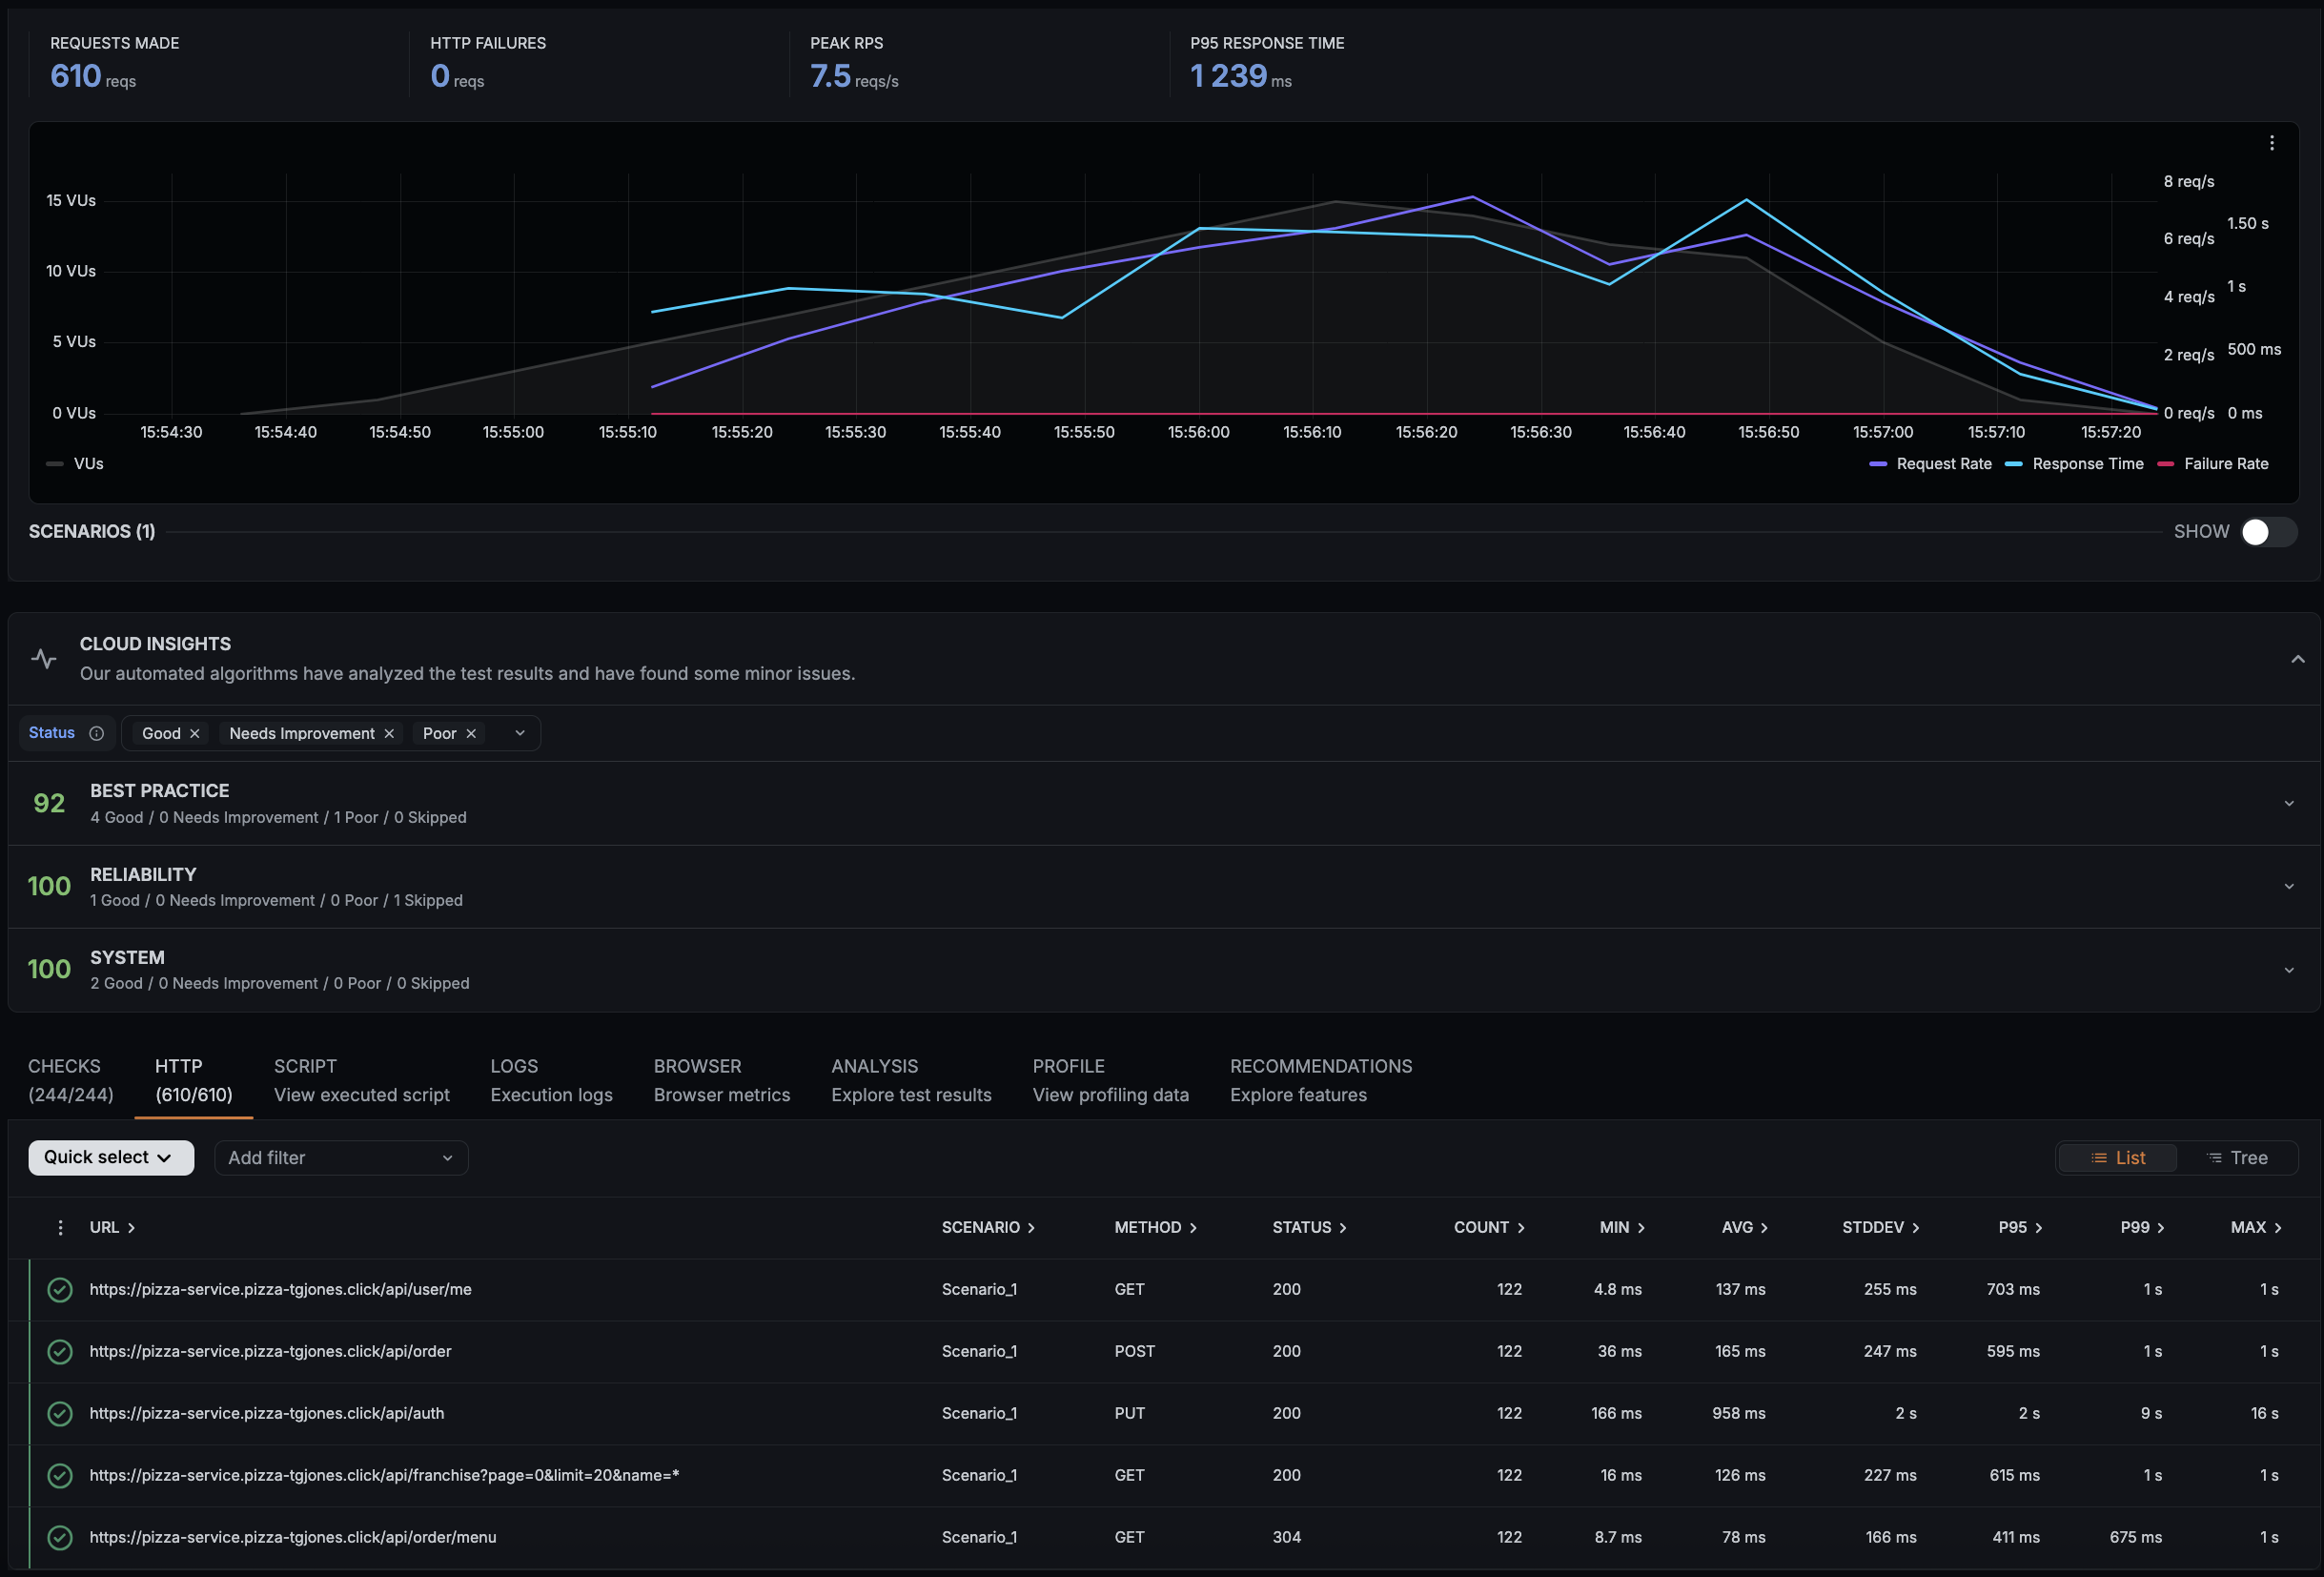 REQUESTS MADE
610 reqs
HTTP FAILURES
0 reqs
PEAK RPS
7.5 reqs/s
P95 RESPONSE TIME
1 239 ms
15 VUs
10 VUs
5 VUs
0 VUs
8 req/s
6 req/s
4 req/s
2 req/s
0 req/s
1.50 s
1 s
500 ms
0 ms
15:54:30 15:54:40 15:54:50 15:55:00 15:55:10 15:55:20 15:55:30 15:55:40 15:55:50 15:56:00 15:56:10 15:56:20 15:56:30 15:56:40 15:56:50 15:57:00 15:57:10 15:57:20
VUs
Request Rate Response Time Failure Rate
SCENARIOS (1)
SHOW
CLOUD INSIGHTS
Our automated algorithms have analyzed the test results and have found some minor issues.
Status Good Needs Improvement Poor
92
BEST PRACTICE
4 Good / 0 Needs Improvement / 1 Poor / 0 Skipped
100
RELIABILITY
1 Good / 0 Needs Improvement / 0 Poor / 1 Skipped
100
SYSTEM
2 Good / 0 Needs Improvement / 0 Poor / 0 Skipped
CHECKS
(244/244)
HTTP
(610/610)
SCRIPT
View executed script
LOGS
Execution logs
BROWSER
Browser metrics
ANALYSIS
Explore test results
PROFILE
View profiling data
RECOMMENDATIONS
Explore features
Quick select Add filter
List Tree
URL SCENARIO METHOD STATUS COUNT MIN AVG STDDEV P95 P99 MAX
https://pizza-service.pizza-tgjones.click/api/user/me Scenario_1 GET 200 122 4.8 ms 137 ms 255 ms 703 ms 1 s 1 s
https://pizza-service.pizza-tgjones.click/api/order Scenario_1 POST 200 122 36 ms 165 ms 247 ms 595 ms 1 s 1 s
https://pizza-service.pizza-tgjones.click/api/auth Scenario_1 PUT 200 122 166 ms 958 ms 2 s 2 s 9 s 16 s
https://pizza-service.pizza-tgjones.click/api/franchise?page=0&limit=20&name=* Scenario_1 GET 200 122 16 ms 126 ms 227 ms 615 ms 1 s 1 s
https://pizza-service.pizza-tgjones.click/api/order/menu Scenario_1 GET 304 122 8.7 ms 78 ms 166 ms 411 ms 675 ms 1 s